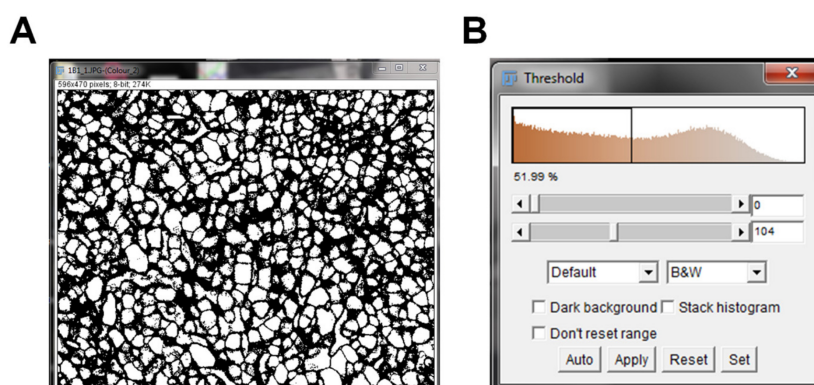 A
B
1B1_1.JPG-(Colour_2)
596x470 pixels; 8-bit; 274K
Threshold
51.99 %
0
104
Default B&W
Dark background Stack histogram
Don't reset range
Auto Apply Reset Set